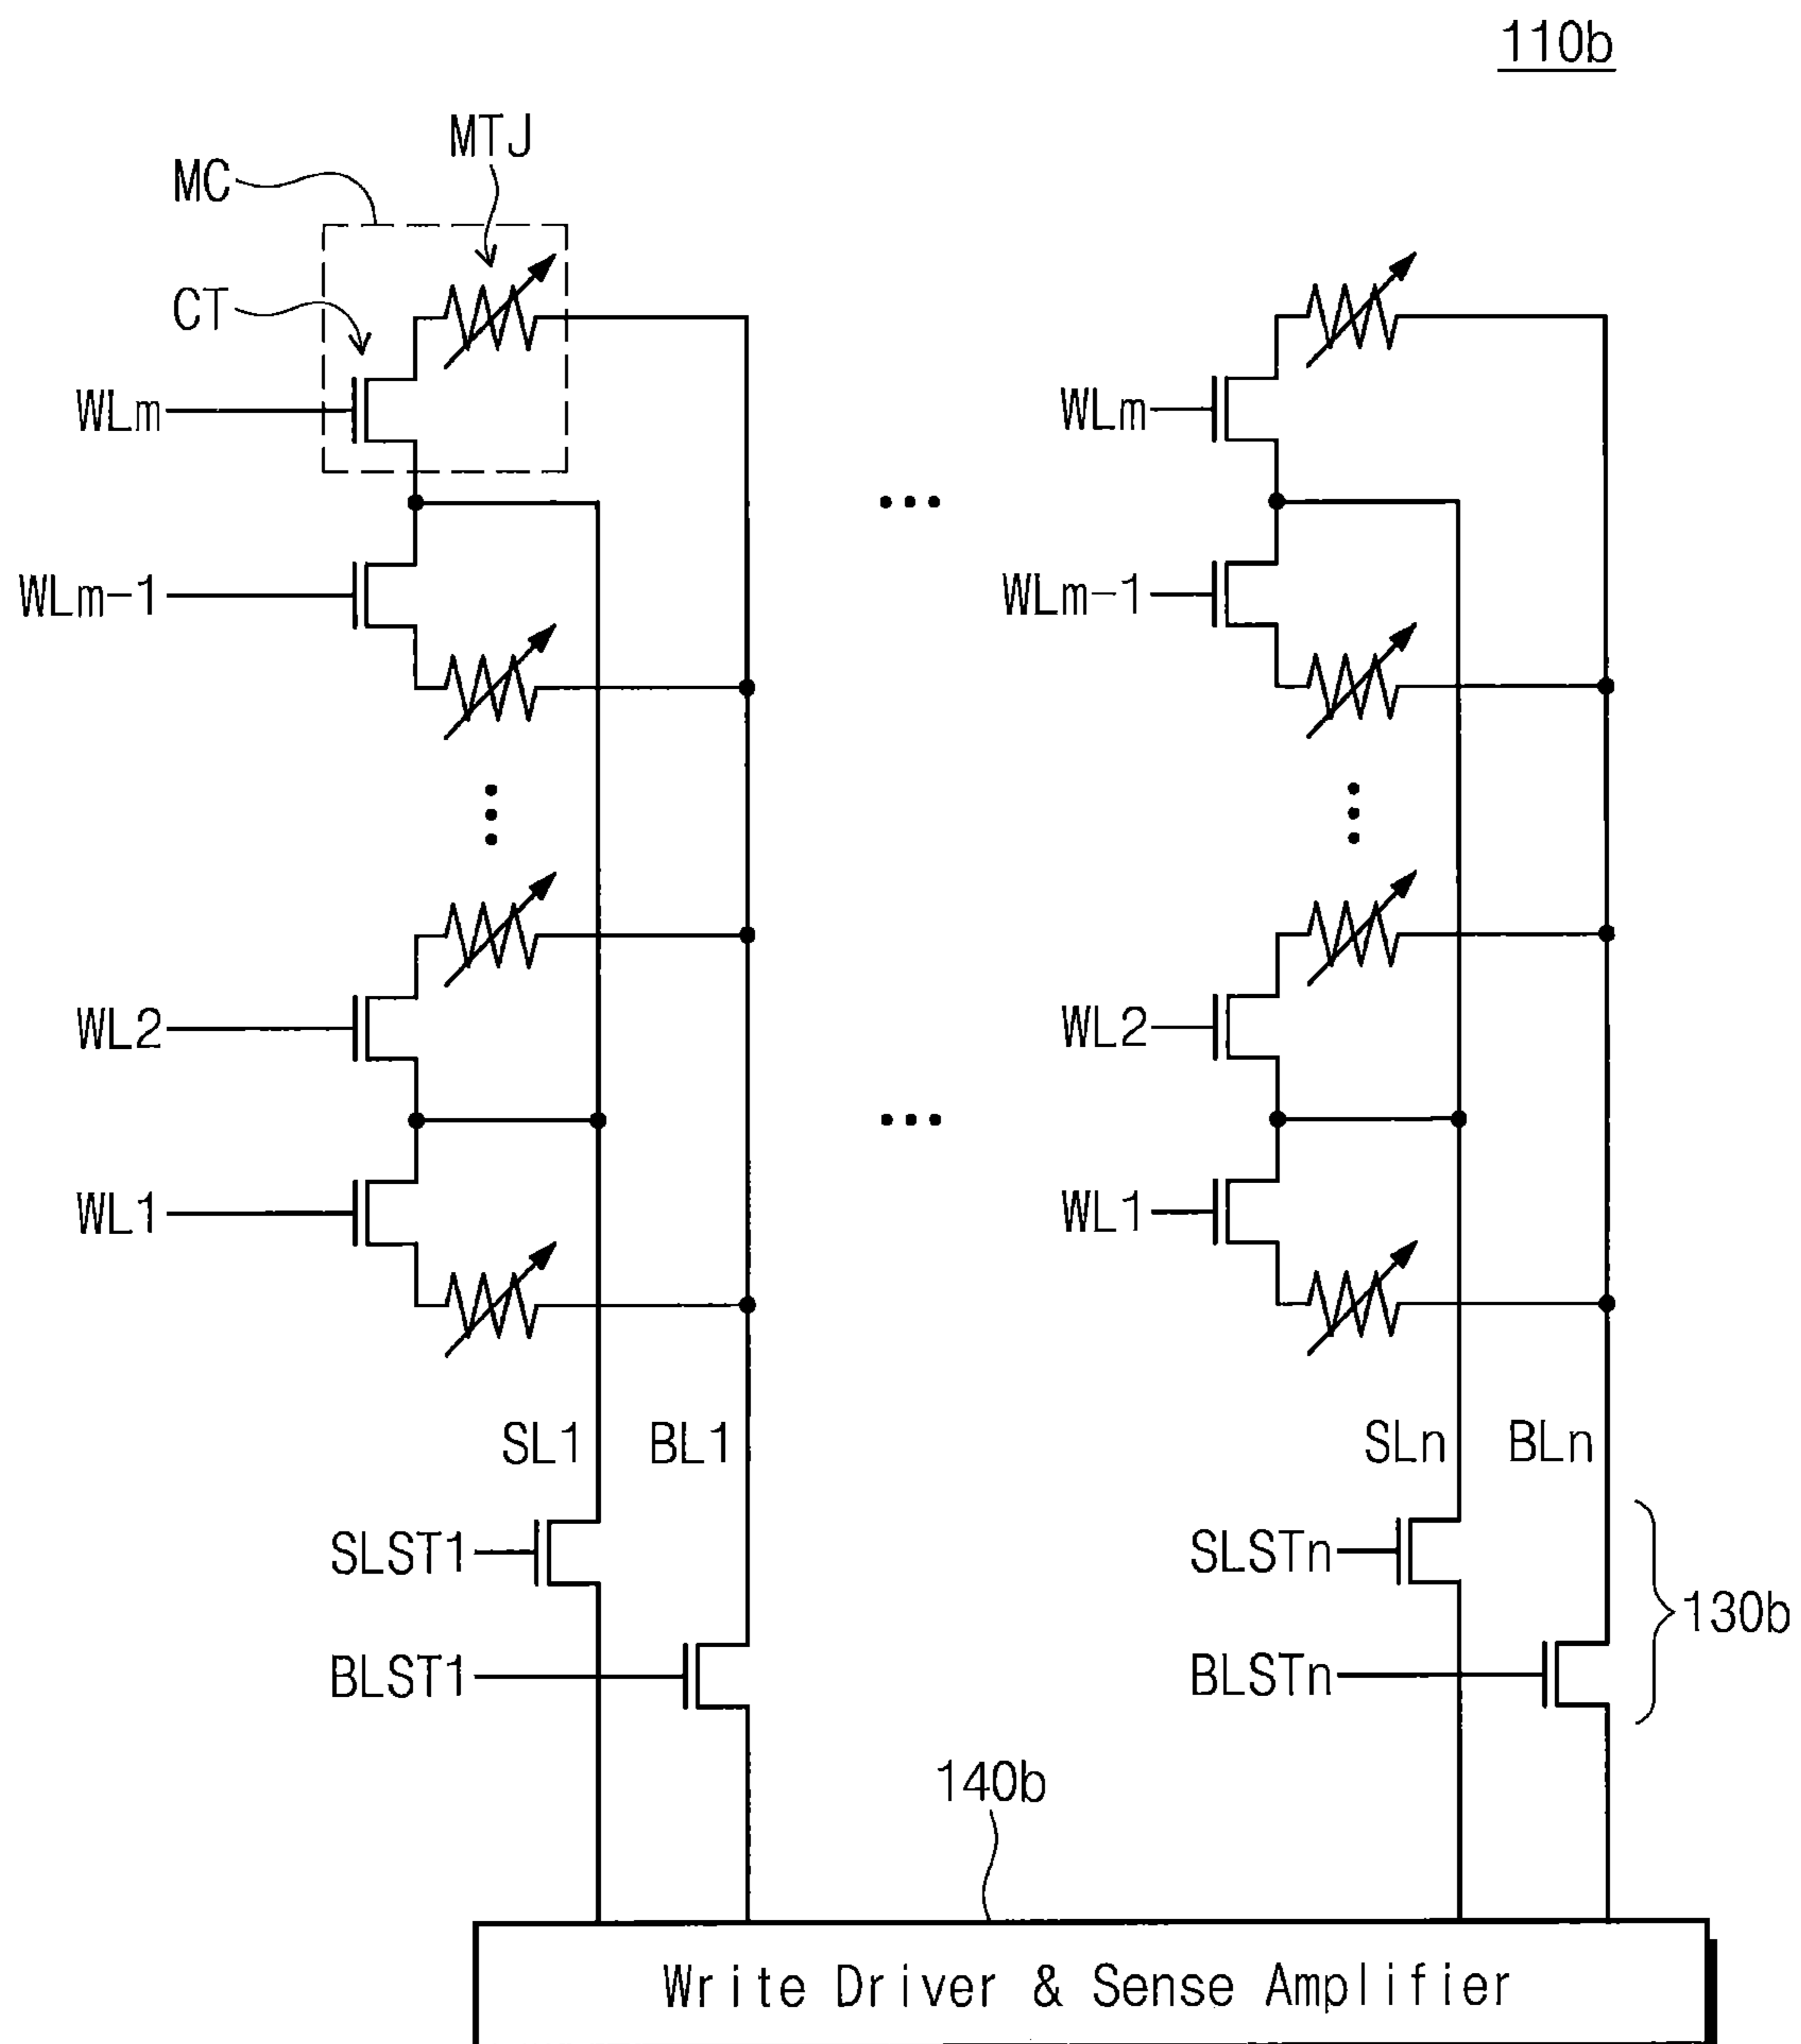 110b
MTJ
MC
CT
WLm
WLm
WLm-1
WLm-1
WL2
WL2
WL1
WL1
SL1
BL1
SLn
BLn
SLST1
SLSTn
130b
BLST1
BLSTn
140b
Write Driver & Sense Amplifier